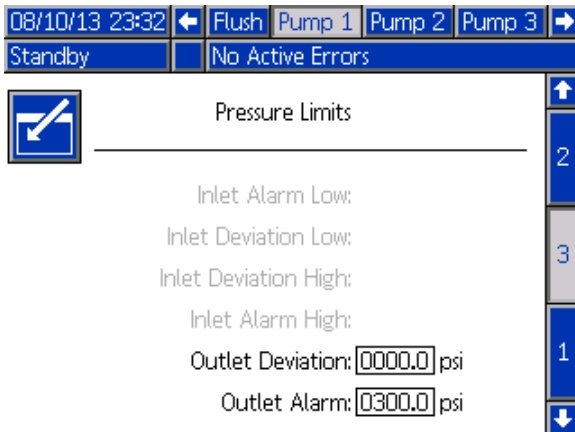 08/10/13 23:32 Flush Pump 1 Pump 2 Pump 3
Standby No Active Errors
Pressure Limits
2
Inlet Alarm Low:
Inlet Deviation Low:
3
Inlet Deviation High:
Inlet Alarm High:
Outlet Deviation: 0000.0 psi
1
Outlet Alarm: 0300.0 psi